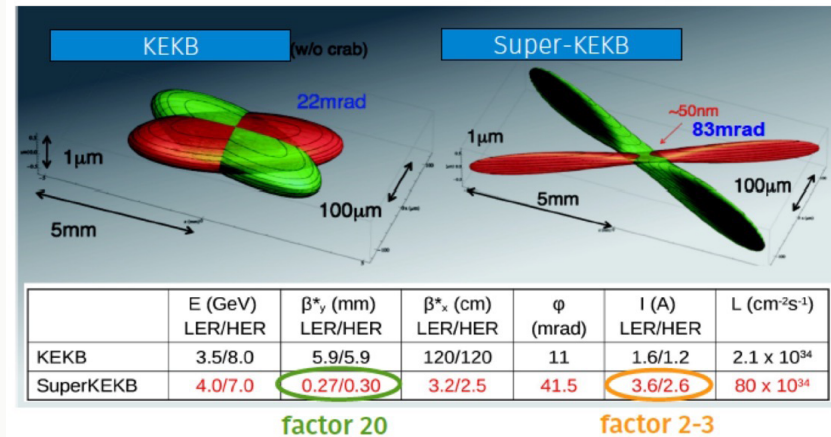 KEKB
(w/o crab)
Super-KEKB
22mrad
~50nm
83mrad
1μm
1μm
100μm
100μm
5mm
5mm
E (GeV) β*y (mm) β*x (cm) φ I (A) L (cm-2s-1)
LER/HER LER/HER LER/HER (mrad) LER/HER
KEKB 3.5/8.0 5.9/5.9 120/120 11 1.6/1.2 2.1 x 10³⁴
SuperKEKB 4.0/7.0 0.27/0.30 3.2/2.5 41.5 3.6/2.6 80 x 10³⁴
factor 20 factor 2-3